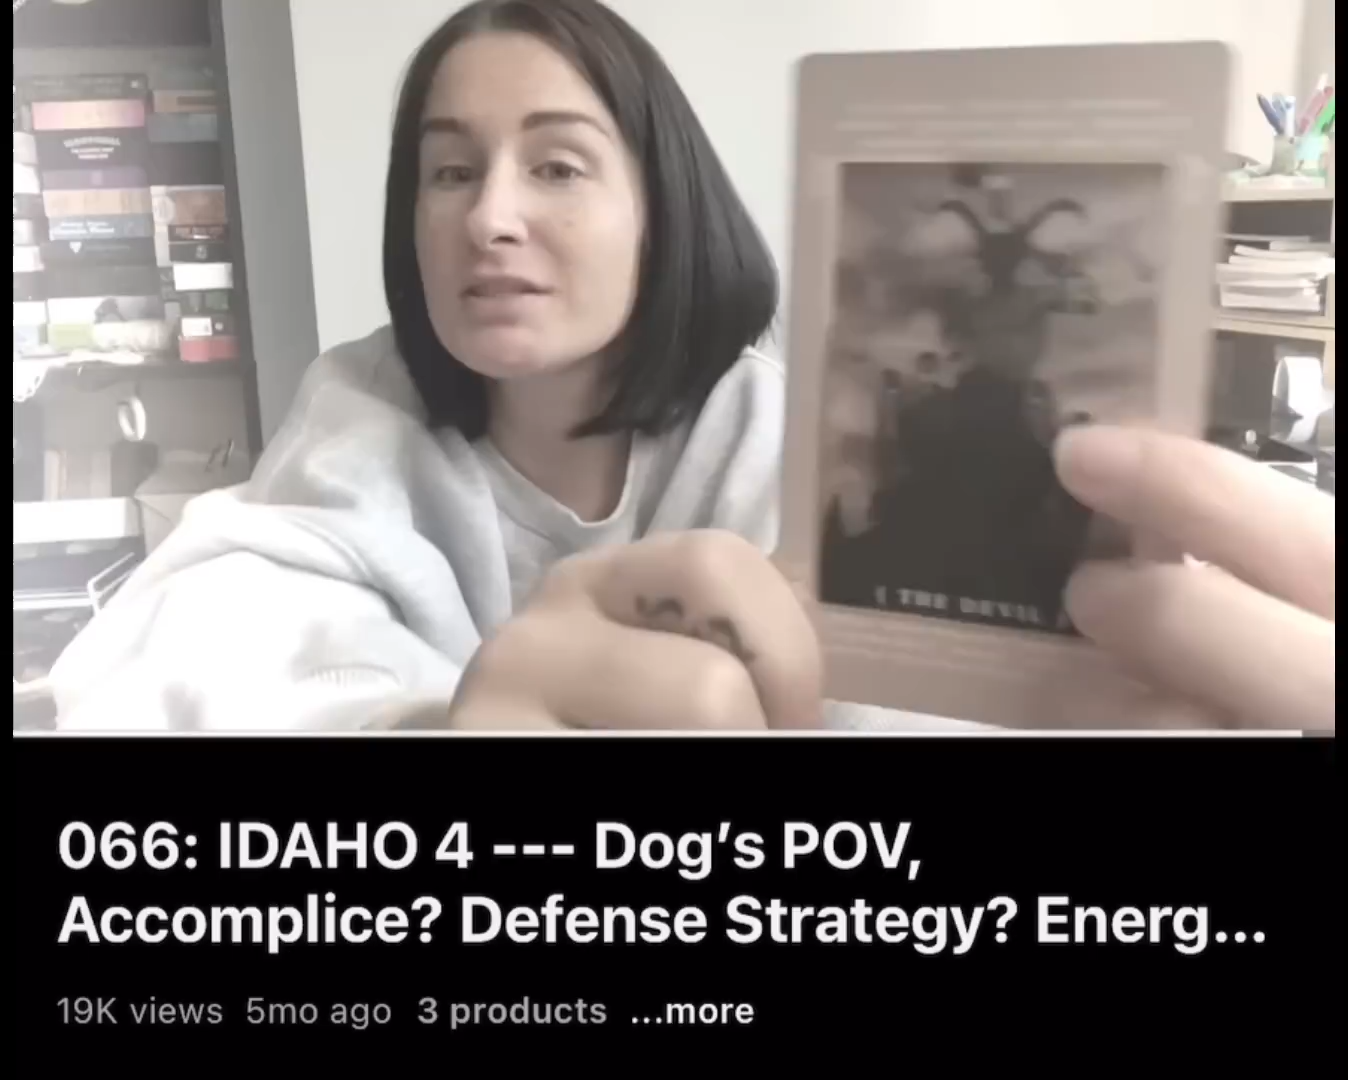 THE DEVIL
066: IDAHO 4 --- Dog’s POV,
Accomplice? Defense Strategy? Energ...
19K views 5mo ago 3 products ...more